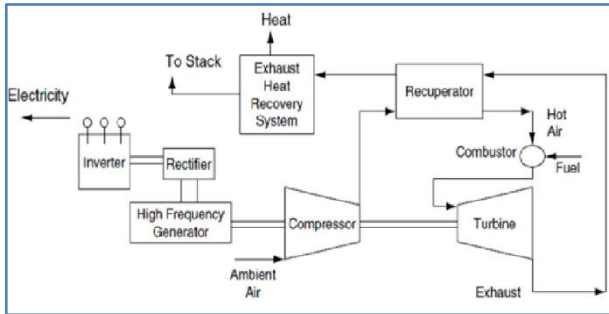 Heat
To Stack
Exhaust
Heat
Recovery
System
Recuperator
Electricity
Hot
Air
Combustor
Fuel
Inverter
Rectifier
High Frequency
Generator
Compressor
Turbine
Ambient
Air
Exhaust